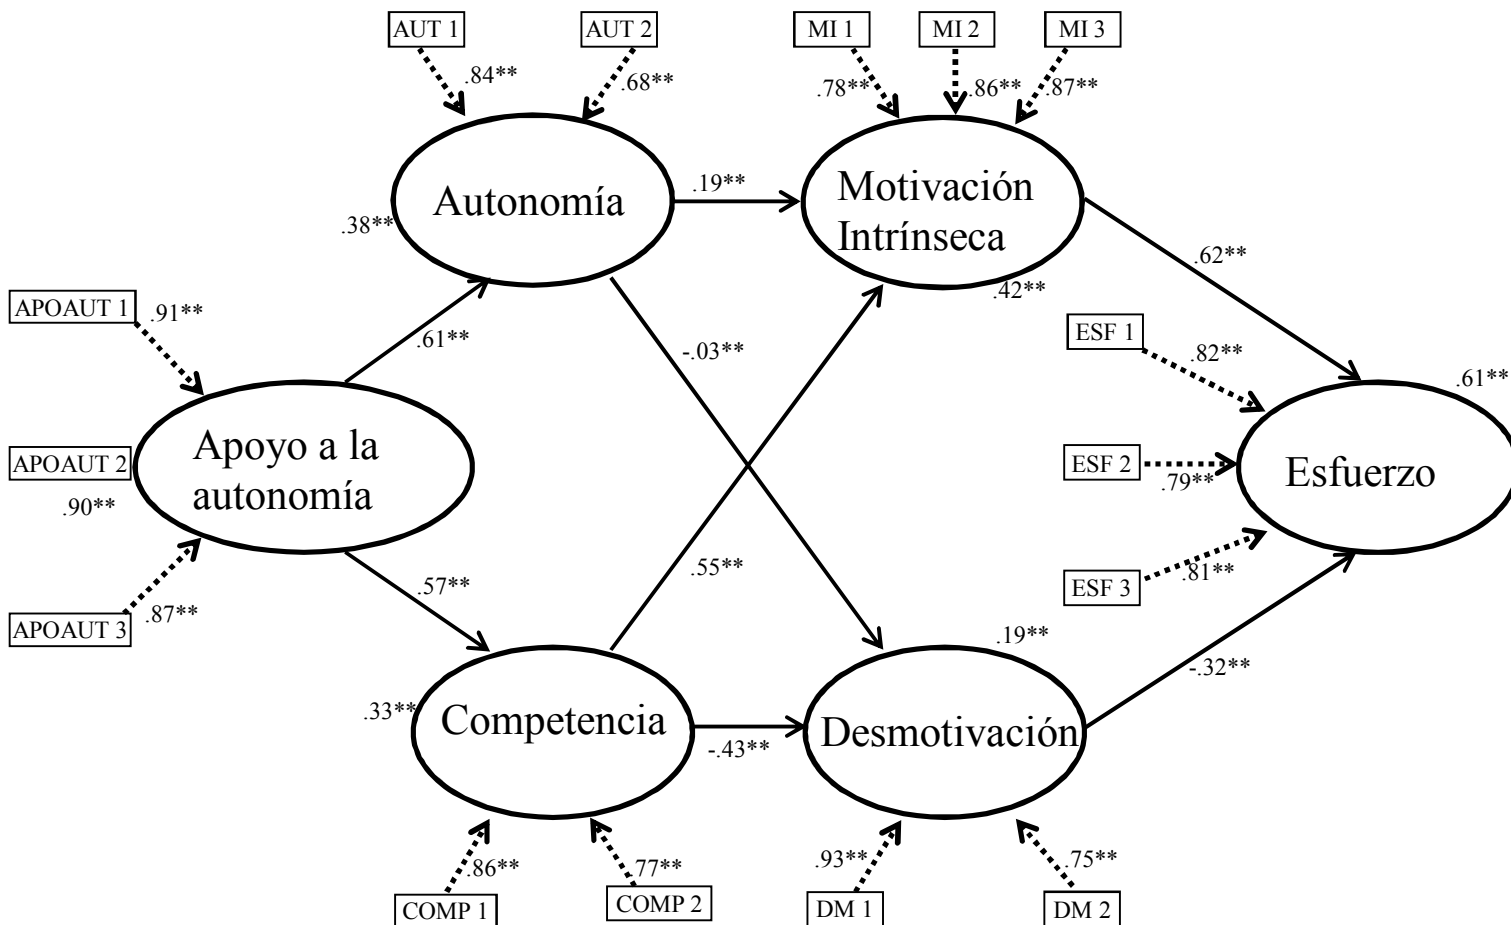 AUT 1
AUT 2
MI 1
MI 2
MI 3
.84**
.68**
.78**
.86**
.87**
Autonomía
.19**
Motivación
Intrínseca
.38**
.62**
.42**
APOAUT 1
.91**
.61**
-.03**
ESF 1
.82**
.61**
Apoyo a la
autonomía
APOAUT 2
.90**
ESF 2
.79**
Esfuerzo
.57**
.55**
ESF 3
.81**
APOAUT 3
.87**
.19**
-.32**
.33**
Competencia
-.43**
Desmotivación
.86**
.77**
.93**
.75**
COMP 1
COMP 2
DM 1
DM 2